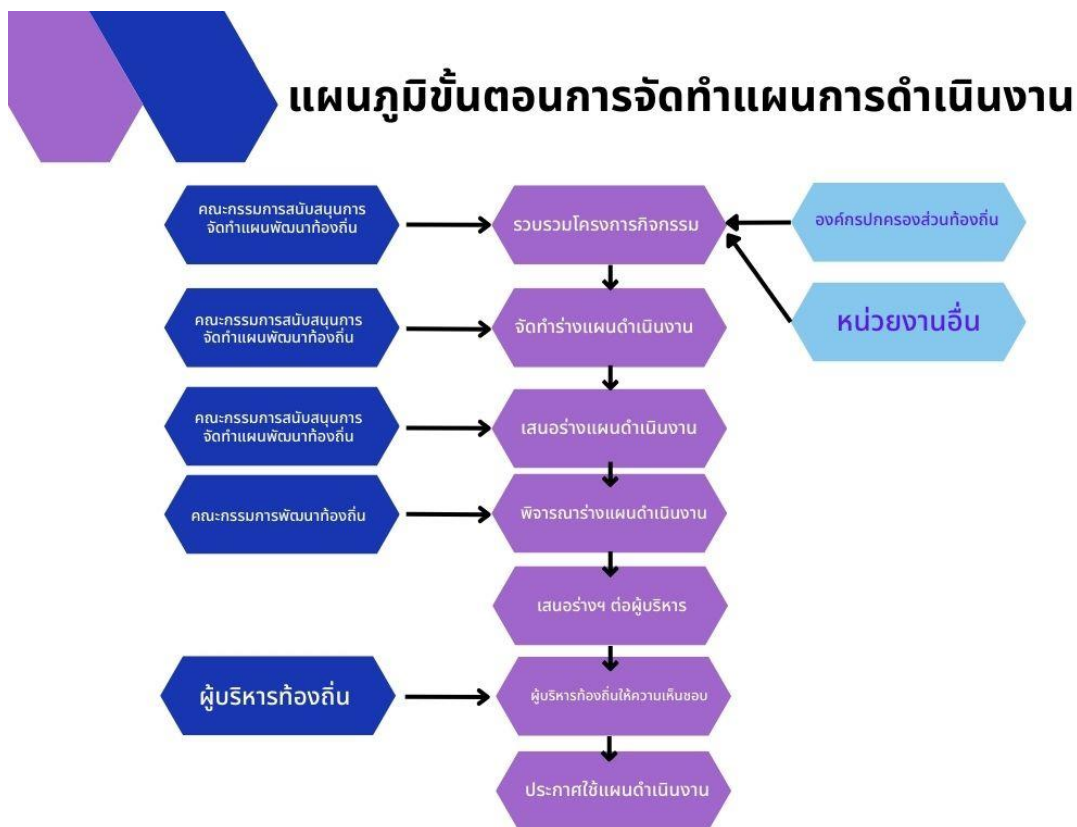 แผนภูมิขั้นตอนการจัดทำแผนการดำเนินงาน
คณะกรรมการสนับสนุนการ
จัดทำแผนพัฒนาท้องถิ่น
รวบรวมโครงการกิจกรรม
องค์กรปกครองส่วนท้องถิ่น
คณะกรรมการสนับสนุนการ
จัดทำแผนพัฒนาท้องถิ่น
จัดทำร่างแผนดำเนินงาน
หน่วยงานอื่น
คณะกรรมการสนับสนุนการ
จัดทำแผนพัฒนาท้องถิ่น
เสนอร่างแผนดำเนินงาน
คณะกรรมการพัฒนาท้องถิ่น
พิจารณาร่างแผนดำเนินงาน
เสนอร่างฯ ต่อผู้บริหาร
ผู้บริหารท้องถิ่น
ผู้บริหารท้องถิ่นให้ความเห็นชอบ
ประกาศใช้แผนดำเนินงาน